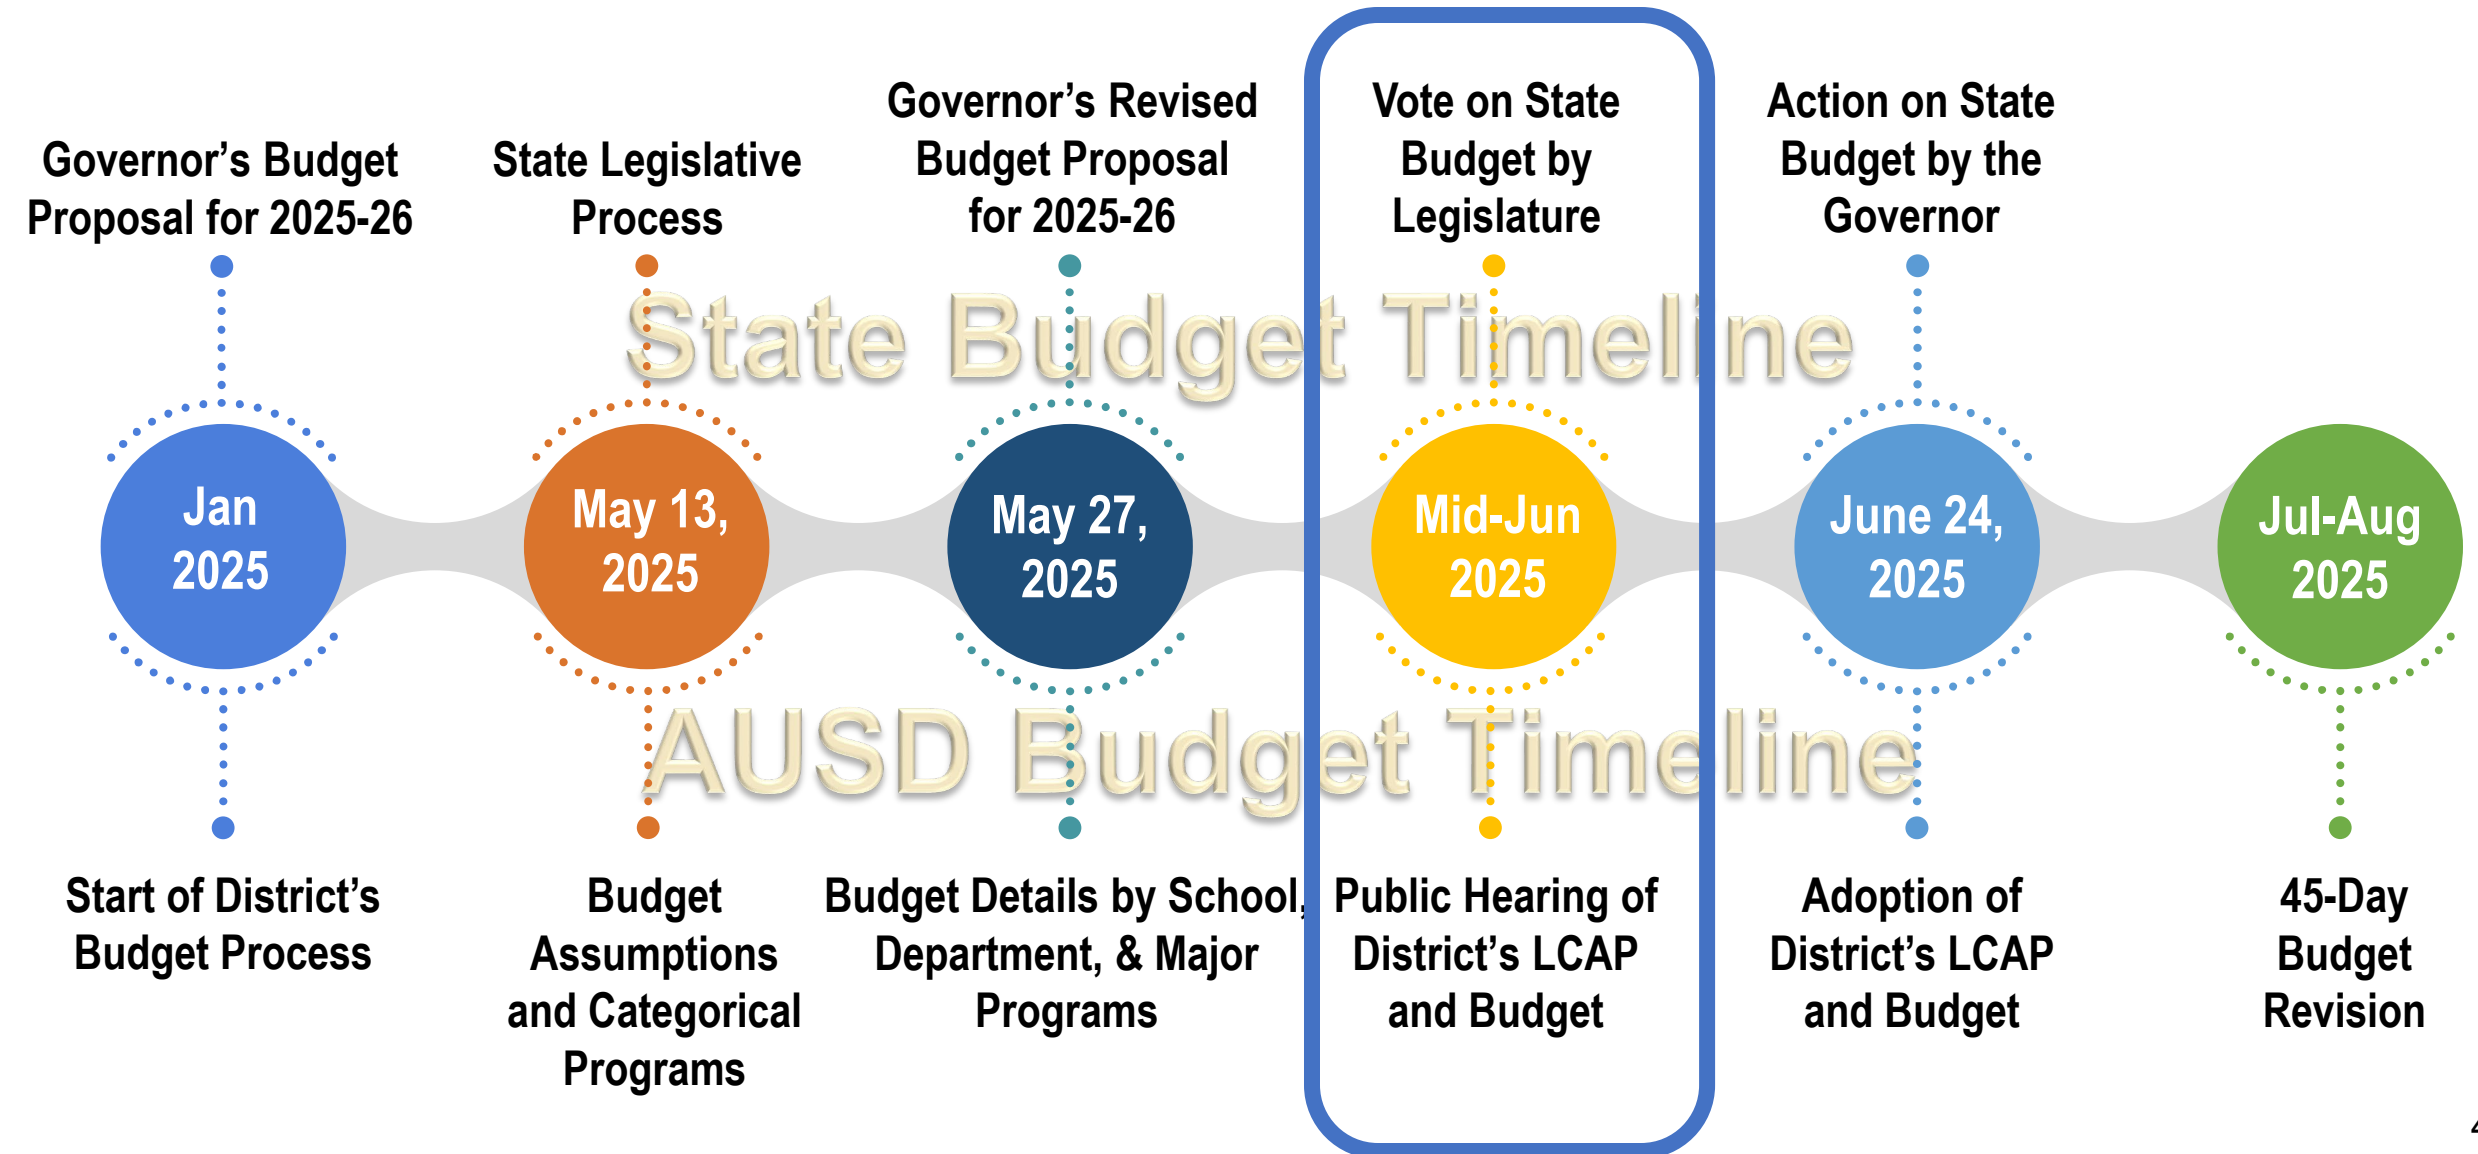 Governor's Budget
Proposal for 2025-26
State Legislative
Process
Governor's Revised
Budget Proposal
for 2025-26
Vote on State
Budget by
Legislature
Action on State
Budget by the
Governor
State Budget Timeline
Jan
2025
May 13,
2025
May 27,
2025
Mid-Jun
2025
June 24,
2025
Jul-Aug
2025
AUSD Budget Timeline
Start of District's
Budget Process
Budget
Assumptions
and Categorical
Programs
Budget Details by School,
Department, & Major
Programs
Public Hearing of
District's LCAP
and Budget
Adoption of
District's LCAP
and Budget
45-Day
Budget
Revision